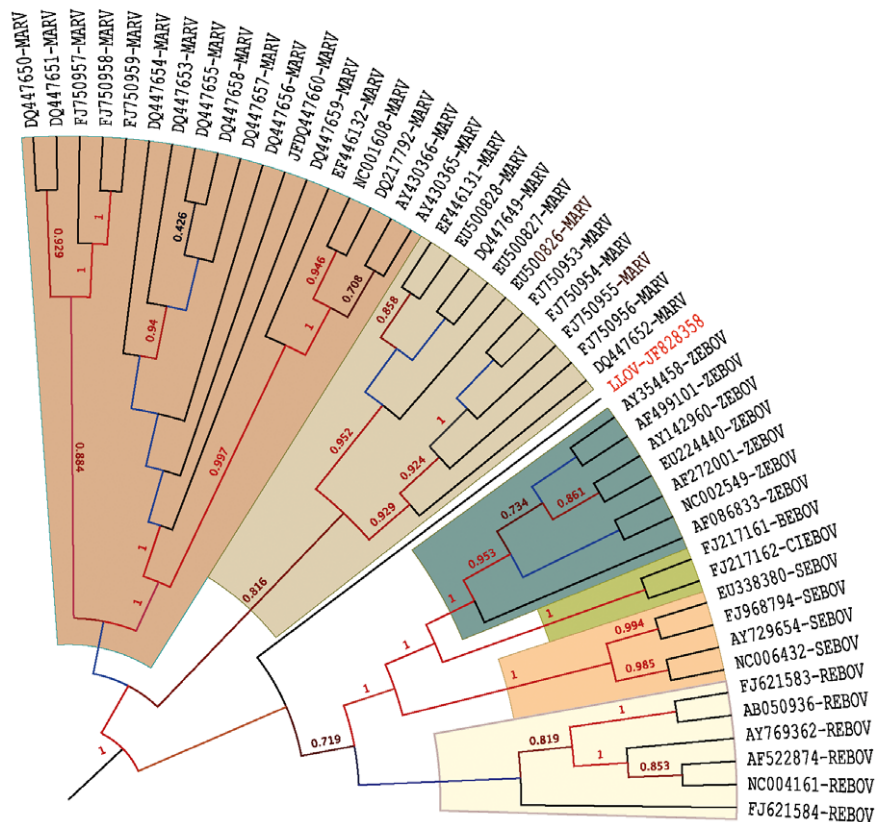 DQ447650-MARV
DQ447651-MARV
FJ750957-MARV
FJ750958-MARV
FJ750959-MARV
DQ447654-MARV
DQ447653-MARV
DQ447655-MARV
DQ447658-MARV
DQ447657-MARV
DQ447656-MARV
JFDQ447660-MARV
DQ447659-MARV
EF446132-MARV
NC001608-MARV
DQ217792-MARV
AY430366-MARV
AY430365-MARV
EF446131-MARV
EU500828-MARV
DQ447649-MARV
EU500827-MARV
EU500826-MARV
FJ750953-MARV
FJ750954-MARV
FJ750955-MARV
FJ750956-MARV
DQ447652-MARV
LLOV-JF828358
AY354458-ZEBOV
AF499101-ZEBOV
AY142960-ZEBOV
EU224440-ZEBOV
AF272001-ZEBOV
NC002549-ZEBOV
AF086833-ZEBOV
FJ217161-BEBOV
FJ217162-CIEBOV
EU338380-SEBOV
FJ968794-SEBOV
AY729654-SEBOV
NC006432-SEBOV
FJ621583-REBOV
AB050936-REBOV
AY769362-REBOV
AF522874-REBOV
NC004161-REBOV
FJ621584-REBOV
0.929
1
1
0.426
0.94
0.884
0.946
0.708
1
0.997
1
1
0.858
0.952
1
0.924
0.929
0.816
0.734
0.861
0.953
1
1
1
1
0.994
0.985
1
0.719
1
0.819
1
0.853
1